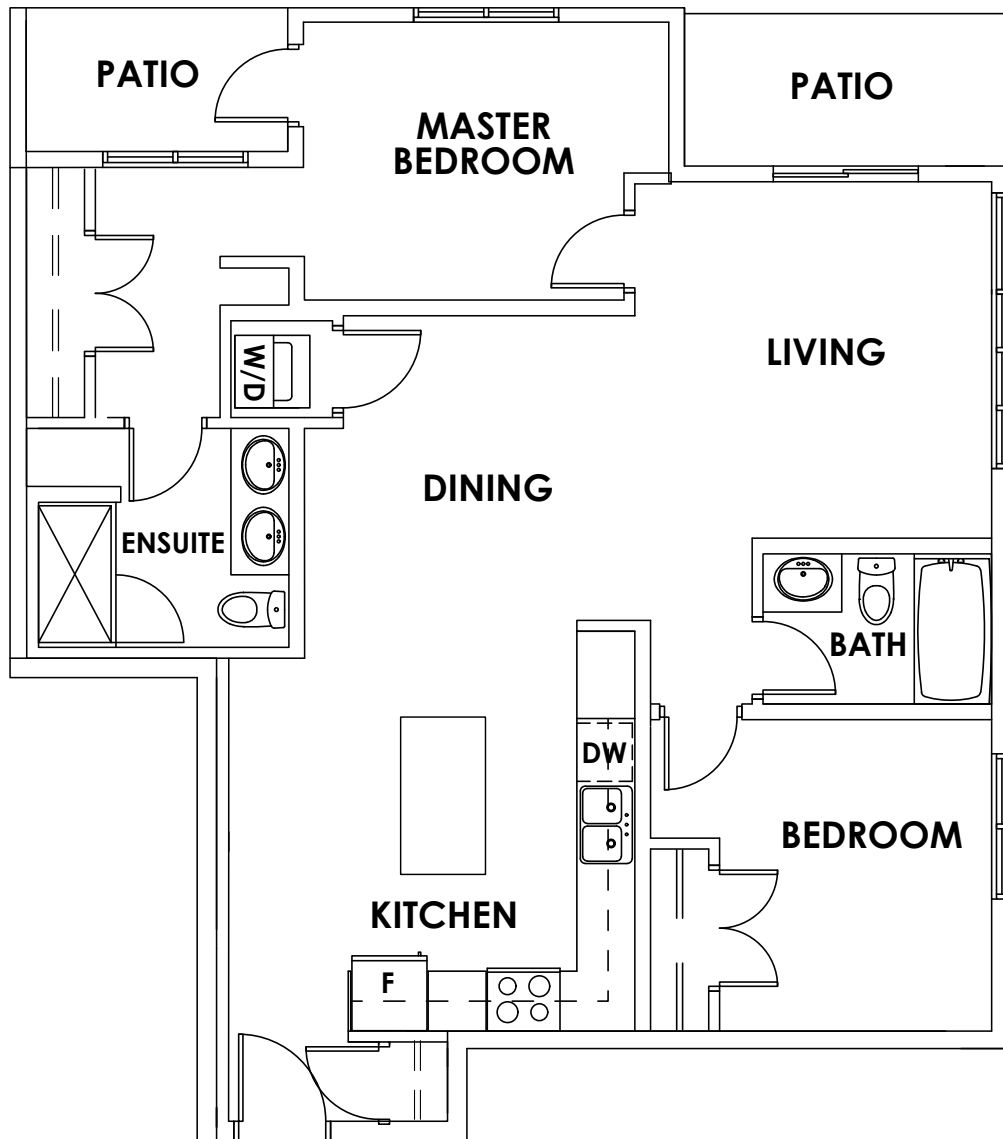 PATIO
PATIO
MASTER
BEDROOM
LIVING
W/D
DINING
ENSUITE
BATH
DW
BEDROOM
KITCHEN
F